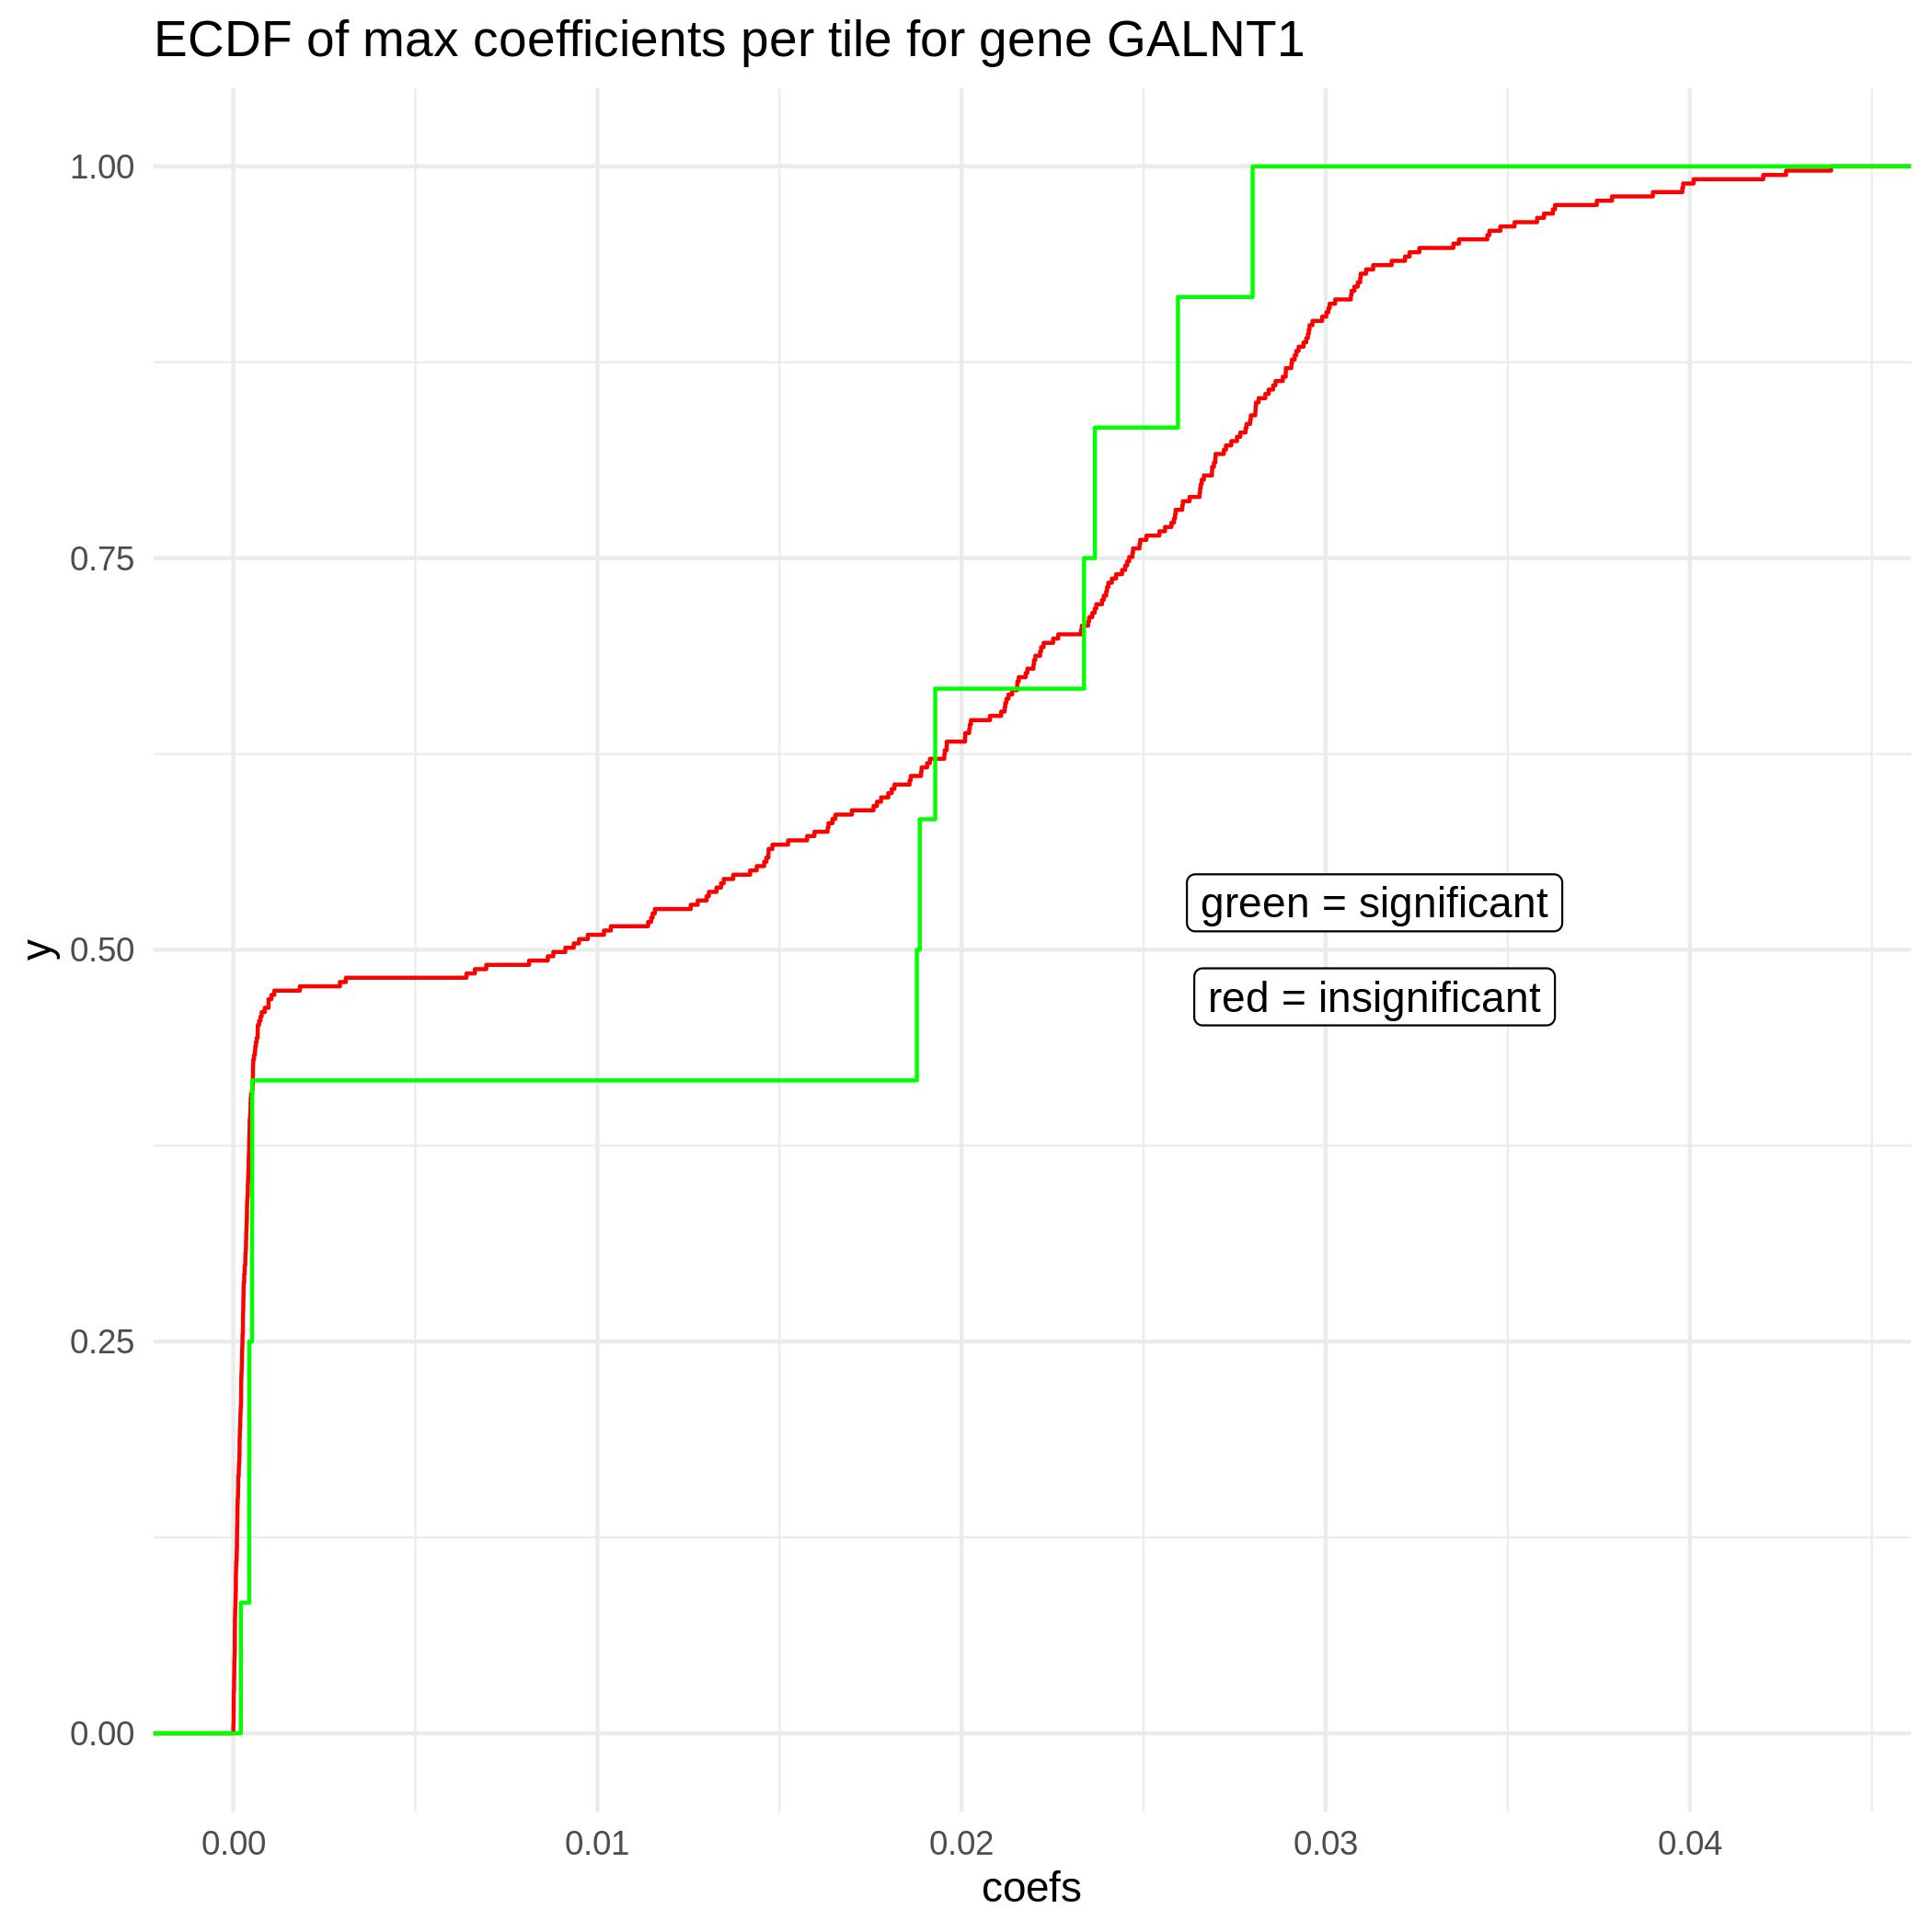 ECDF of max coefficients per tile for gene GALNT1
1.00
0.75
0.50
0.25
0.00
y
green = significant
red = insignificant
0.00 0.01 0.02 0.03 0.04
coefs